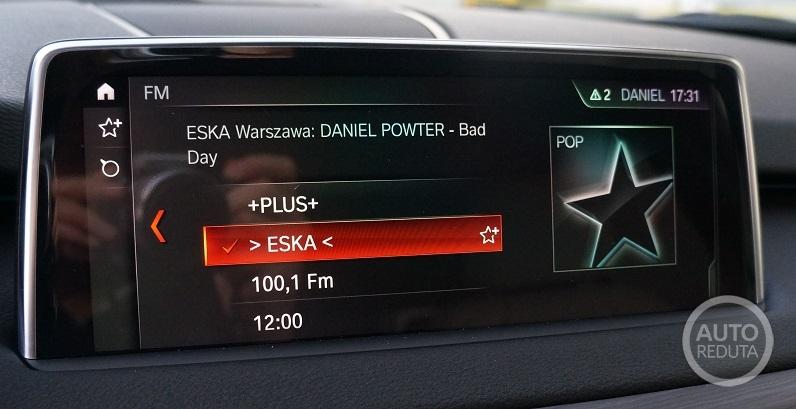 FM
2 DANIEL 17:31
ESKA Warszawa: DANIEL POWTER - Bad
Day
POP
+PLUS+
> ESKA <
100,1 Fm
12:00
AUTO
REDUTA